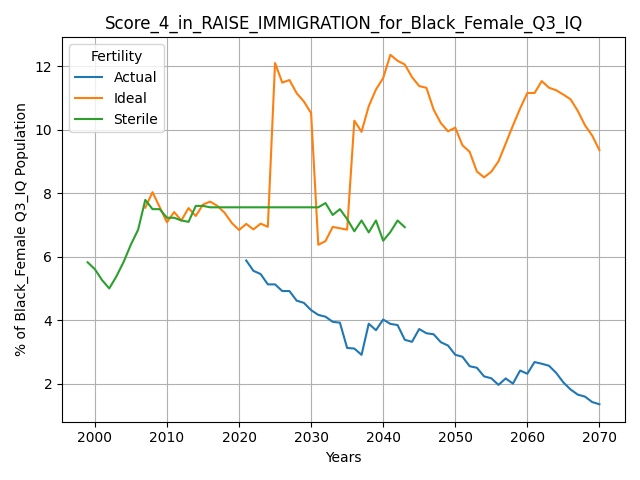 Score_4_in_RAISE_IMMIGRATION_for_Black_Female_Q3_IQ
Fertility
Actual
Ideal
Sterile
% of Black_Female Q3_IQ Population
12
10
8
6
4
2
2000 2010 2020 2030 2040 2050 2060 2070
Years